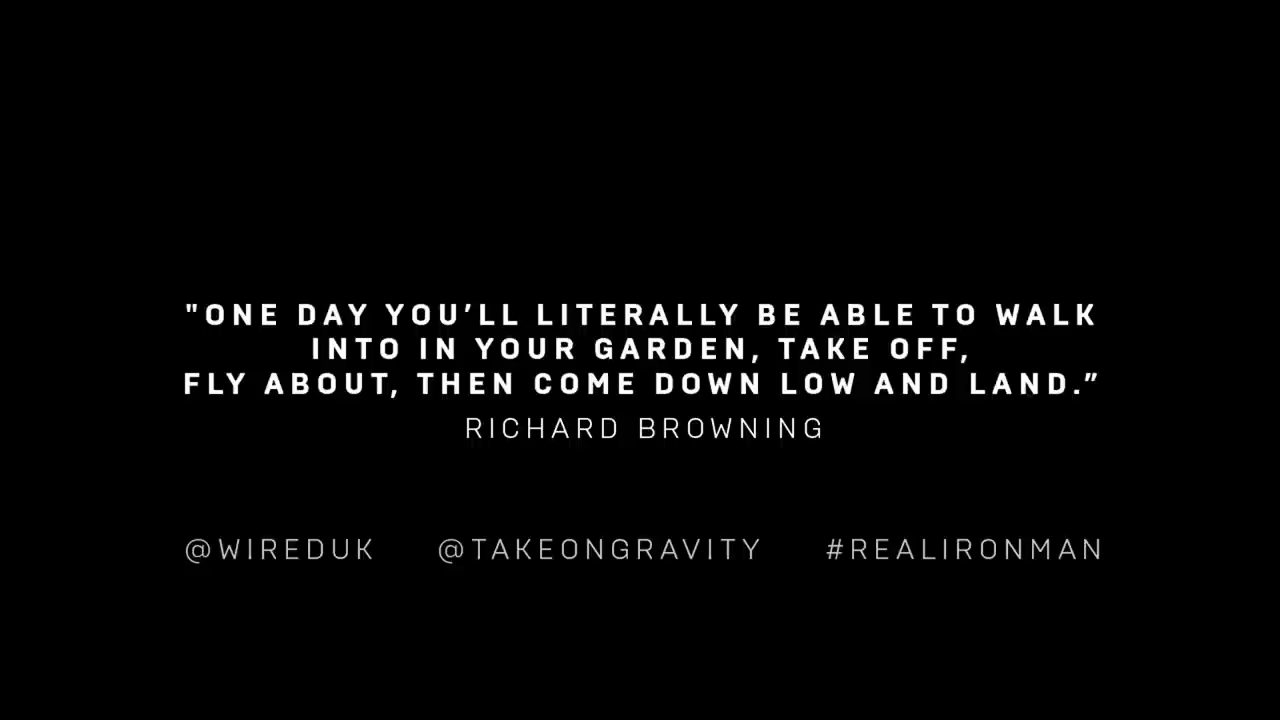 "ONE DAY YOU’LL LITERALLY BE ABLE TO WALK
INTO IN YOUR GARDEN, TAKE OFF,
FLY ABOUT, THEN COME DOWN LOW AND LAND.”
RICHARD BROWNING
@WIREDUK @TAKEONGRAVITY #REALIRONMAN